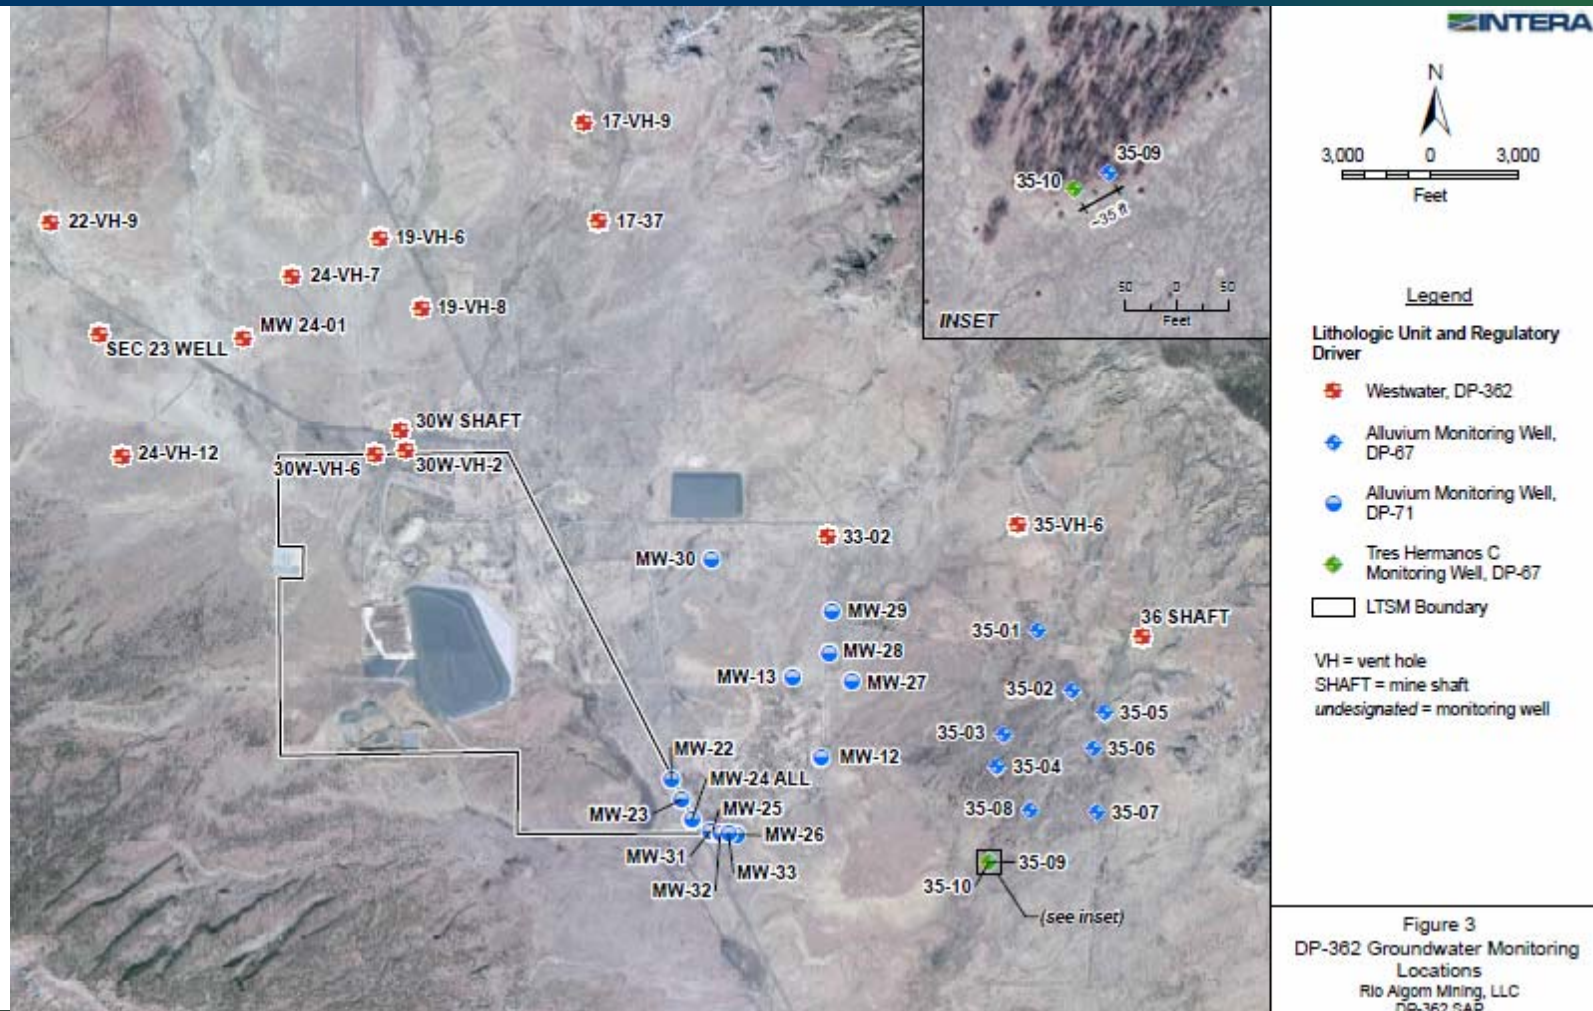 INTERA
17-VH-9
35-09
35-10
~35 ft
50 0 50
Feet
INSET
N
3,000 0 3,000
Feet
22-VH-9
19-VH-6
17-37
24-VH-7
19-VH-8
MW 24-01
SEC 23 WELL
30W SHAFT
24-VH-12
30W-VH-6
30W-VH-2
33-02
35-VH-6
MW-30
MW-29
35-01
36 SHAFT
MW-28
MW-13
MW-27
35-02
35-05
35-03
35-06
MW-22
MW-12
35-04
MW-24 ALL
MW-23
MW-25
35-08
35-07
MW-26
MW-31
MW-33
MW-32
35-09
35-10
(see inset)
Legend
Lithologic Unit and Regulatory
Driver
Westwater, DP-362
Alluvium Monitoring Well,
DP-67
Alluvium Monitoring Well,
DP-71
Tres Hermanos C
Monitoring Well, DP-67
LTSM Boundary
VH = vent hole
SHAFT = mine shaft
undesignated = monitoring well
Figure 3
DP-362 Groundwater Monitoring
Locations
Rio Algom Mining, LLC
DP-362 SAP